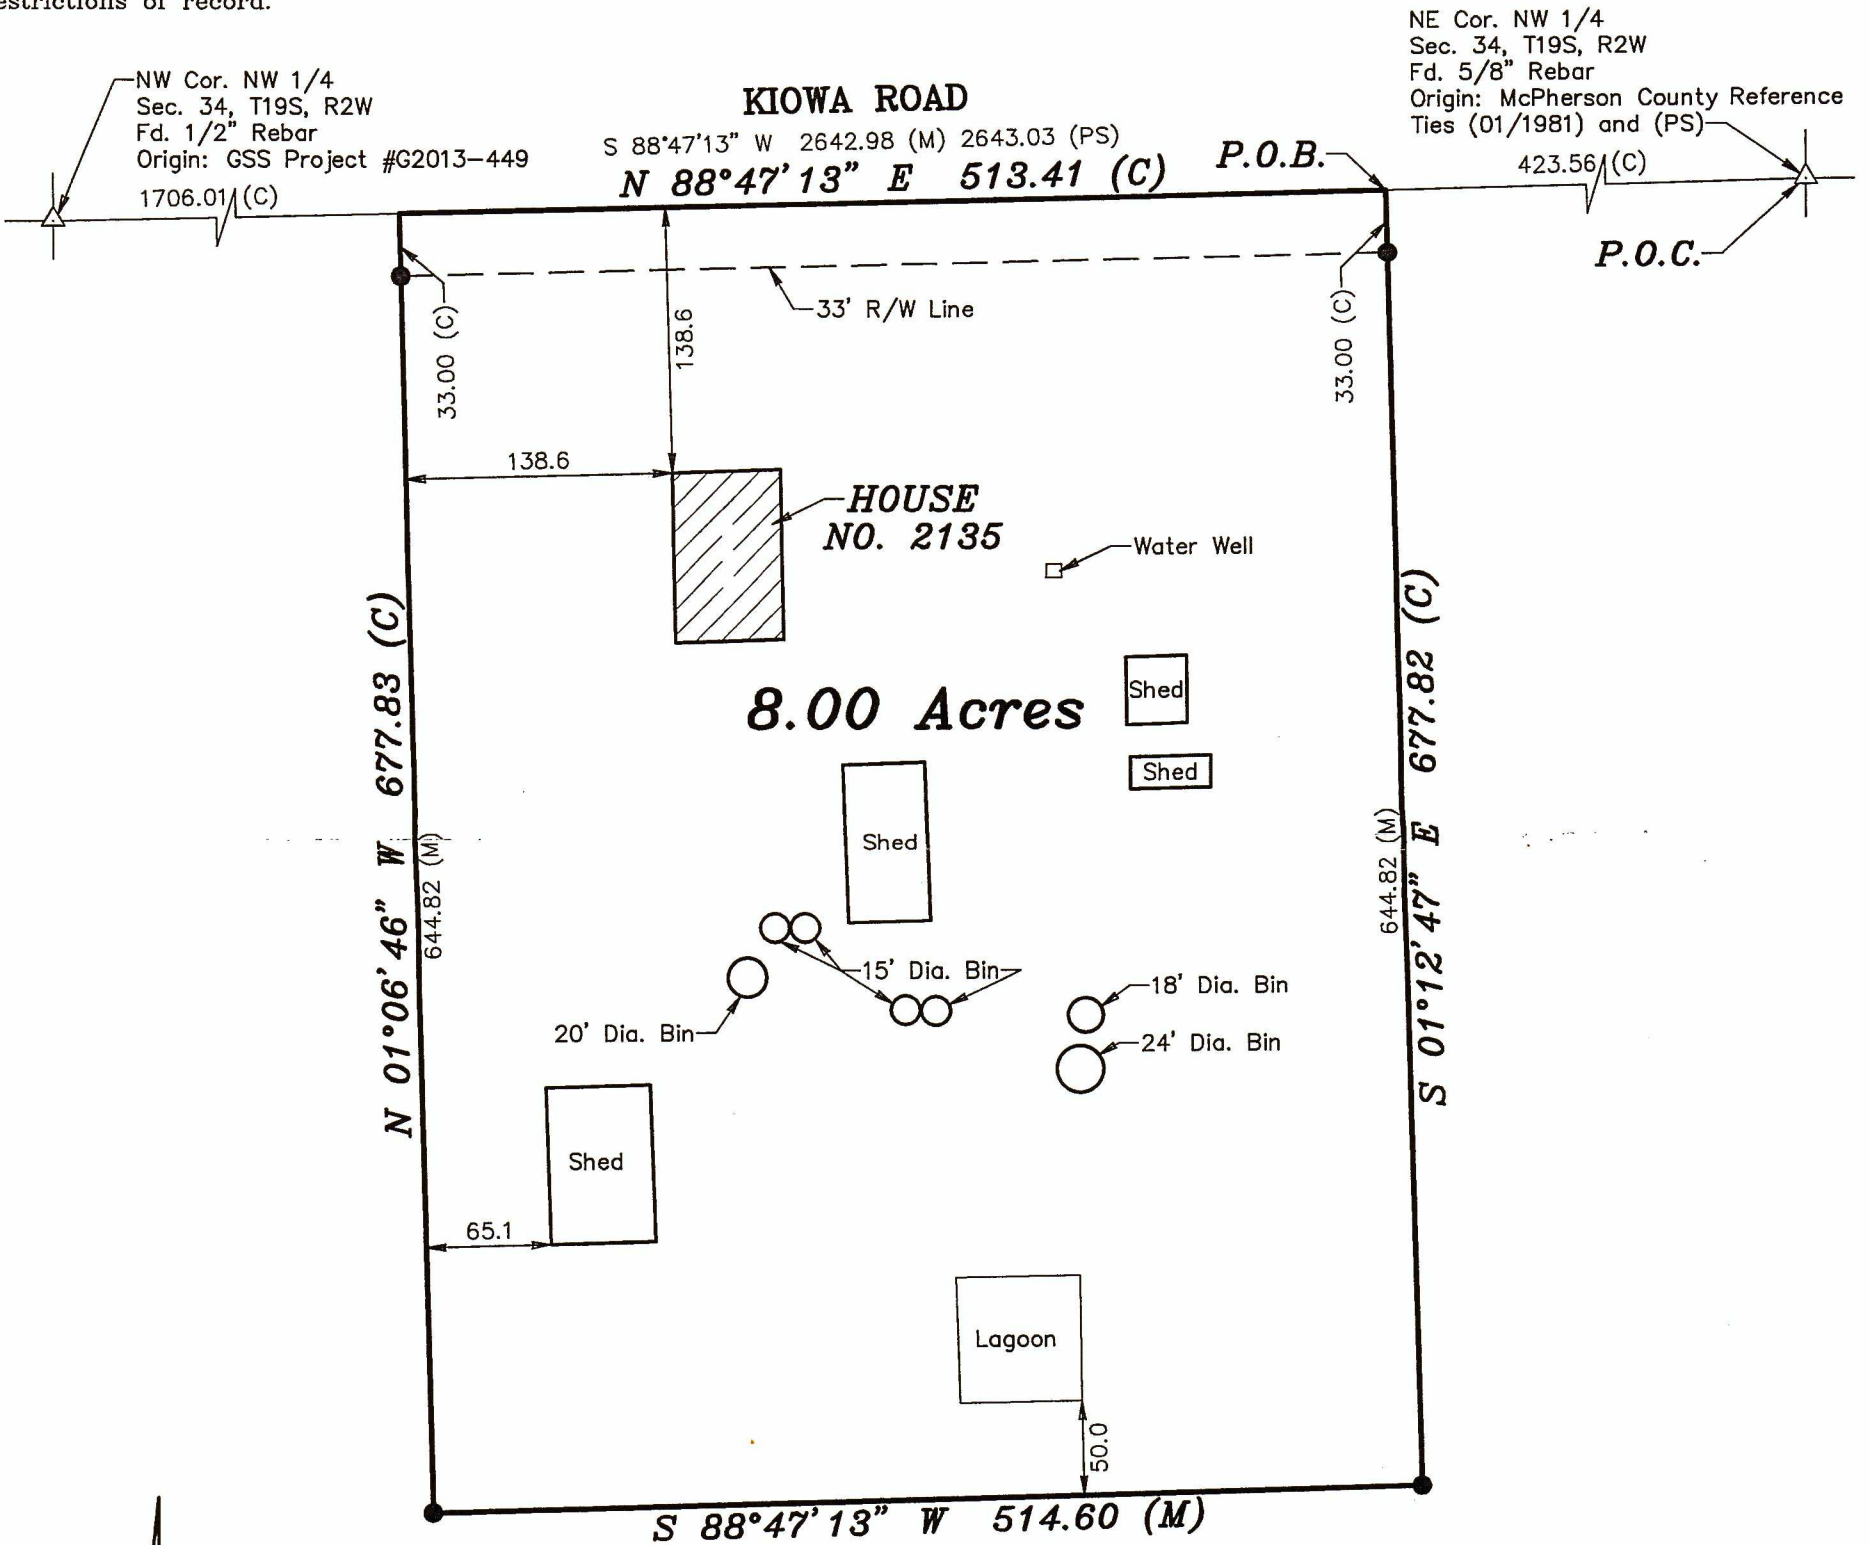 estrictions of record.
NW Cor. NW 1/4
Sec. 34, T19S, R2W
Fd. 1/2" Rebar
Origin: GSS Project #G2013-449
1706.01 (C)
KIOWA ROAD
S 88°47'13" W 2642.98 (M) 2643.03 (PS)
N 88°47'13" E 513.41 (C)
P.O.B.
NE Cor. NW 1/4
Sec. 34, T19S, R2W
Fd. 5/8" Rebar
Origin: McPherson County Reference
Ties (01/1981) and (PS)
423.56 (C)
P.O.C.
33' R/W Line
33.00 (C)
138.6
33.00 (C)
138.6
HOUSE
NO. 2135
Water Well
N 01°06'46" W 677.83 (C)
644.82 (M)
8.00 Acres
Shed
Shed
Shed
S 01°12'47" E 677.82 (C)
644.82 (M)
15' Dia. Bin
20' Dia. Bin
18' Dia. Bin
24' Dia. Bin
Shed
65.1
Lagoon
50.0
S 88°47'13" W 514.60 (M)